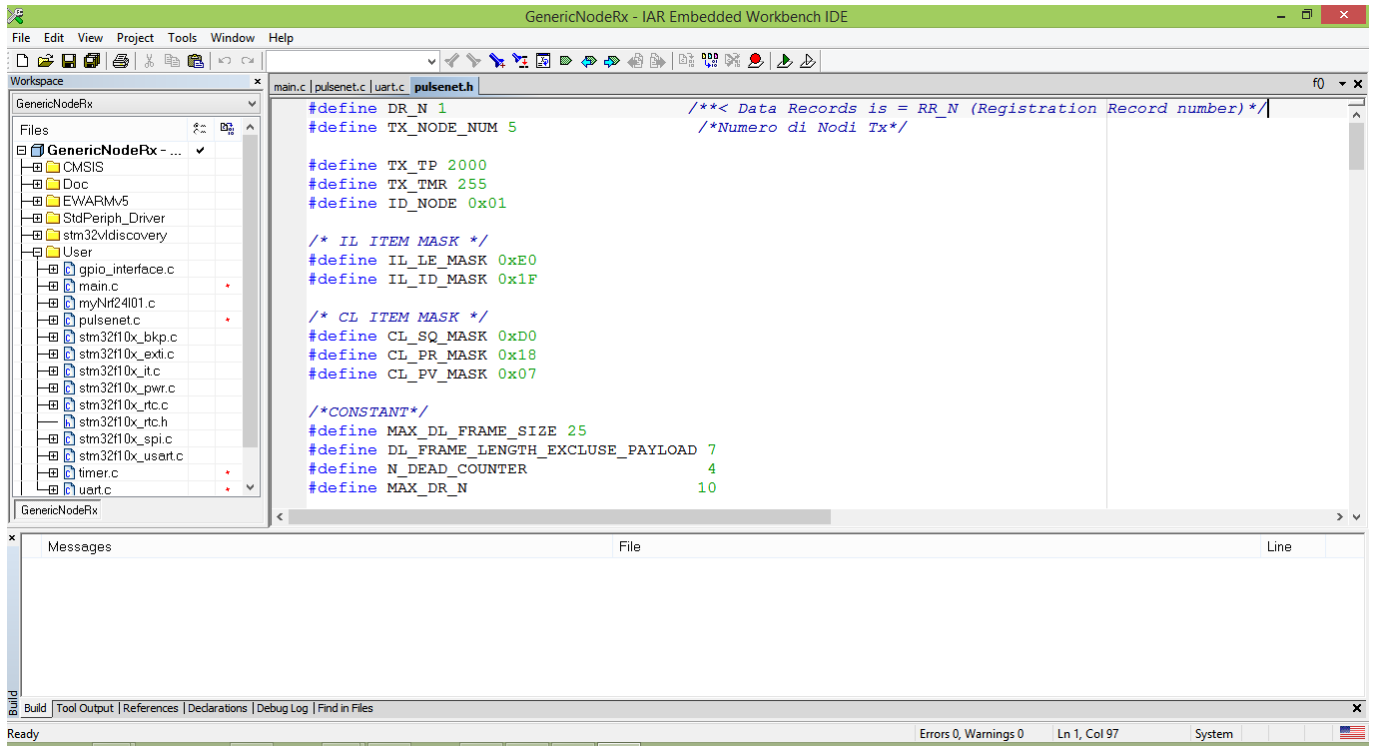 GenericNodeRx - IAR Embedded Workbench IDE
File Edit View Project Tools Window Help
Workspace
GenericNodeRx
Files
GenericNodeRx - ...
CMSIS
Doc
EWARMv5
StdPeriph_Driver
stm32vldiscovery
User
gpio_interface.c
main.c
myNrf24l01.c
pulsenet.c
stm32f10x_bkp.c
stm32f10x_exti.c
stm32f10x_it.c
stm32f10x_pwr.c
stm32f10x_rtc.c
stm32f10x_rtc.h
stm32f10x_spi.c
stm32f10x_usart.c
timer.c
uart.c
GenericNodeRx
main.c | pulsenet.c | uart.c pulsenet.h f()
#define DR_N 1 /**< Data Records is = RR_N (Registration Record number)*/
#define TX_NODE_NUM 5 /*Numero di Nodi Tx*/
#define TX_TP 2000
#define TX_TMR 255
#define ID_NODE 0x01
/* IL ITEM MASK */
#define IL_LE_MASK 0xE0
#define IL_ID_MASK 0x1F
/* CL ITEM MASK */
#define CL_SQ_MASK 0xD0
#define CL_PR_MASK 0x18
#define CL_PV_MASK 0x07
/*CONSTANT*/
#define MAX_DL_FRAME_SIZE 25
#define DL_FRAME_LENGTH_EXCLUSE_PAYLOAD 7
#define N_DEAD_COUNTER 4
#define MAX_DR_N 10
Messages File Line
Build
Build | Tool Output | References | Declarations | Debug Log | Find in Files
Ready Errors 0, Warnings 0 Ln 1, Col 97 System